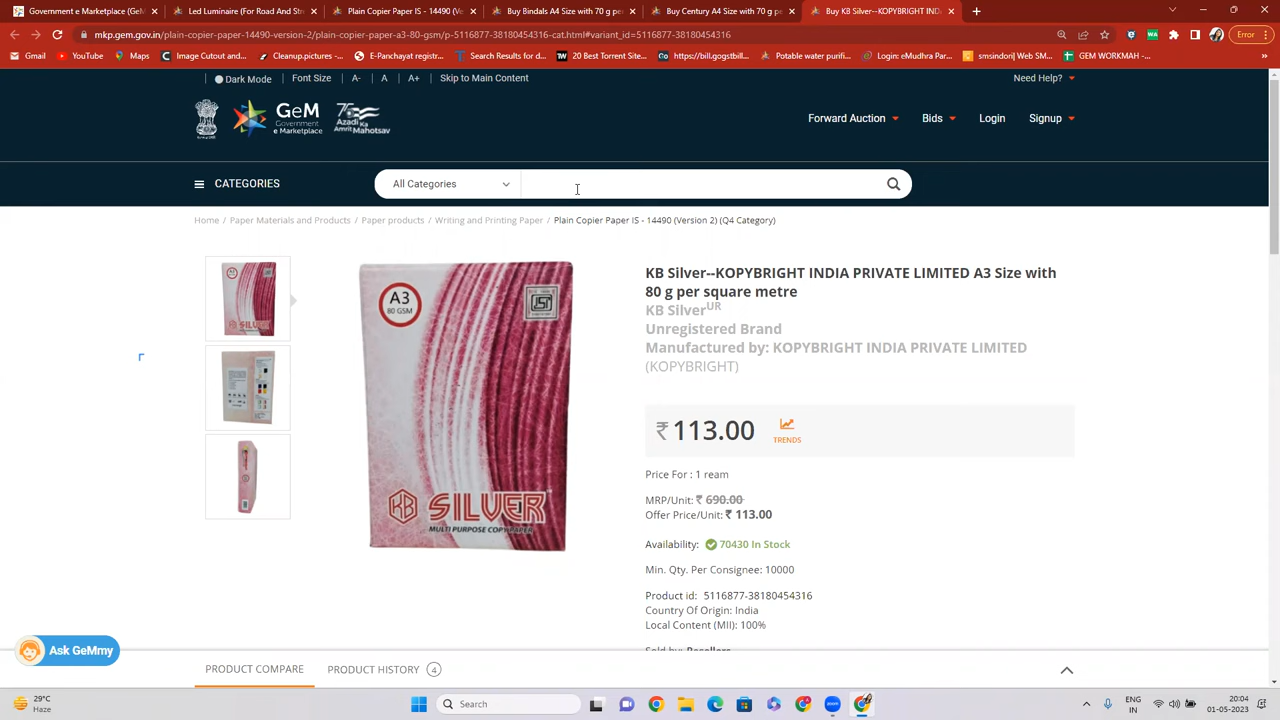 GEM WORKMAH -...
Luminaire (For Road And Str
Plain Copier Paper IS - 14490 (Ve
Buy Bindals A4 Size with 70 g pe
Buy Century A4 Size with 70 g pe
Buy KB Silver--KOPYBRIGHT INDI
mkp.gem.gov.in/plain-copier-paper-14490-version-2/plain-copier-paper-a3-80-gsm/p-5116877-38180454316-cat.html#variant_id=5116877-38180454316
Error
Gmail YouTube Maps Image Cutout and... Cleanup.pictures -... E-Panchayat registr... Search Results for d... 20 Best Torrent Site... https://bill.gogstbill... Potable water purifi... Login: eMudhra Par... smsindori Web SM...
Dark Mode Font Size A- A A+ Skip to Main Content Need Help?
GeM
Government
e Marketplace
Azadi Ka
Amrit Mahotsav
Forward Auction Bids Login Signup
CATEGORIES All Categories
Home / Paper Materials and Products / Paper products / Writing and Printing Paper / Plain Copier Paper IS - 14490 (Version 2) (Q4 Category)
A3
80 GSM
KB SILVER
MULTI PURPOSE COPY PAPER
KB Silver--KOPYBRIGHT INDIA PRIVATE LIMITED A3 Size with
80 g per square metre
KB SilverUR
Unregistered Brand
Manufactured by: KOPYBRIGHT INDIA PRIVATE LIMITED
(KOPYBRIGHT)
₹ 113.00
TRENDS
Price For : 1 ream
MRP/Unit: ₹ 690.00
Offer Price/Unit: ₹ 113.00
Availability: 70430 In Stock
Min. Qty. Per Consignee: 10000
Product id: 5116877-38180454316
Country Of Origin: India
Local Content (MII): 100%
Sold by: Resellers
Ask GeMmy
PRODUCT COMPARE PRODUCT HISTORY 4
29°C
Haze
Search
ENG
IN
20:04
01-05-2023